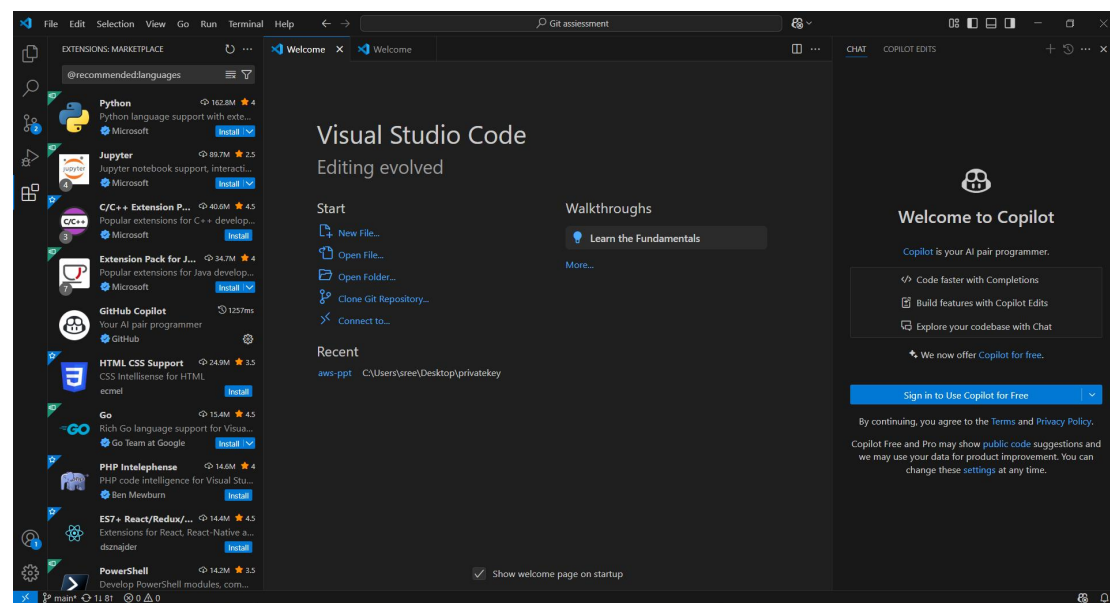 File Edit Selection View Go Run Terminal Help
Git assiessment
EXTENSIONS: MARKETPLACE
@recommended:languages
Python 162.8M 4
Python language support with exte...
Microsoft Install
Jupyter 89.7M 2.5
Jupyter notebook support, interacti...
4 Microsoft Install
C/C++ Extension P... 40.6M 4.5
Popular extensions for C++ develop...
3 Microsoft Install
Extension Pack for J... 34.7M 4
Popular extensions for Java develop...
7 Microsoft Install
GitHub Copilot 1257ms
Your AI pair programmer
GitHub
HTML CSS Support 24.9M 3.5
CSS Intellisense for HTML
ecmel Install
Go 15.4M 4.5
Rich Go language support for Visua...
Go Team at Google Install
PHP Intelephense 14.6M 4
PHP code intelligence for Visual Stu...
Ben Mewburn Install
ES7+ React/Redux/... 14.4M 4.5
Extensions for React, React-Native a...
dsznajder Install
PowerShell 14.2M 3.5
Develop PowerShell modules, com...
2
1
jupyter
C/C++
GO
php
Welcome
Welcome
Visual Studio Code
Editing evolved
Start
New File...
Open File...
Open Folder...
Clone Git Repository...
Connect to...
Recent
aws-ppt C:\Users\sree\Desktop\privatekey
Walkthroughs
Learn the Fundamentals
More...
Show welcome page on startup
CHAT COPILOT EDITS
Welcome to Copilot
Copilot is your AI pair programmer.
Code faster with Completions
Build features with Copilot Edits
Explore your codebase with Chat
We now offer Copilot for free.
Sign in to Use Copilot for Free
By continuing, you agree to the Terms and Privacy Policy.
Copilot Free and Pro may show public code suggestions and
we may use your data for product improvement. You can
change these settings at any time.
main* 1↓ 8↑ 0 0